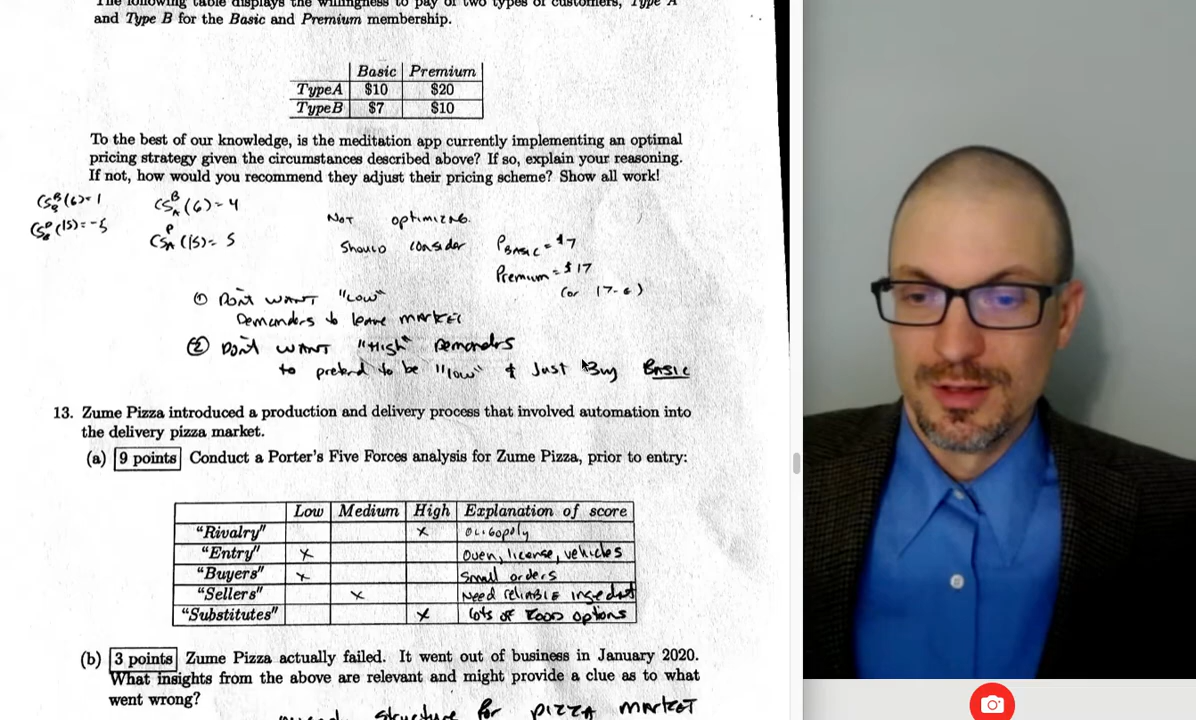 The following table displays the willingness to pay of two types of customers, Type A
and Type B for the Basic and Premium membership.
Basic Premium
TypeA $10 $20
TypeB $7 $10
To the best of our knowledge, is the meditation app currently implementing an optimal
pricing strategy given the circumstances described above? If so, explain your reasoning.
If not, how would you recommend they adjust their pricing scheme? Show all work!
(6)=1
(15)=-5
CS_A^B(6)=4
CS_A^P(15)=5
NOT optimizing.
Should consider P_BASIC = $7
Premium = $17
(or 17-ε)
① Don't WANT "Low"
Demanders to leave MARKET
② Don't WANT "High" Demanders
to pretend to be "low" & Just Buy BASIC
13. Zume Pizza introduced a production and delivery process that involved automation into
the delivery pizza market.
(a) 9 points Conduct a Porter's Five Forces analysis for Zume Pizza, prior to entry:
Low Medium High Explanation of score
"Rivalry" x Oligopoly
"Entry" x Oven, license, vehicles
"Buyers" x Small orders
"Sellers" x Need reliable
"Substitutes" x lots of FOOD options
(b) 3 points Zume Pizza actually failed. It went out of business in January 2020.
What insights from the above are relevant and might provide a clue as to what
went wrong?
structure for PIZZA MARKET